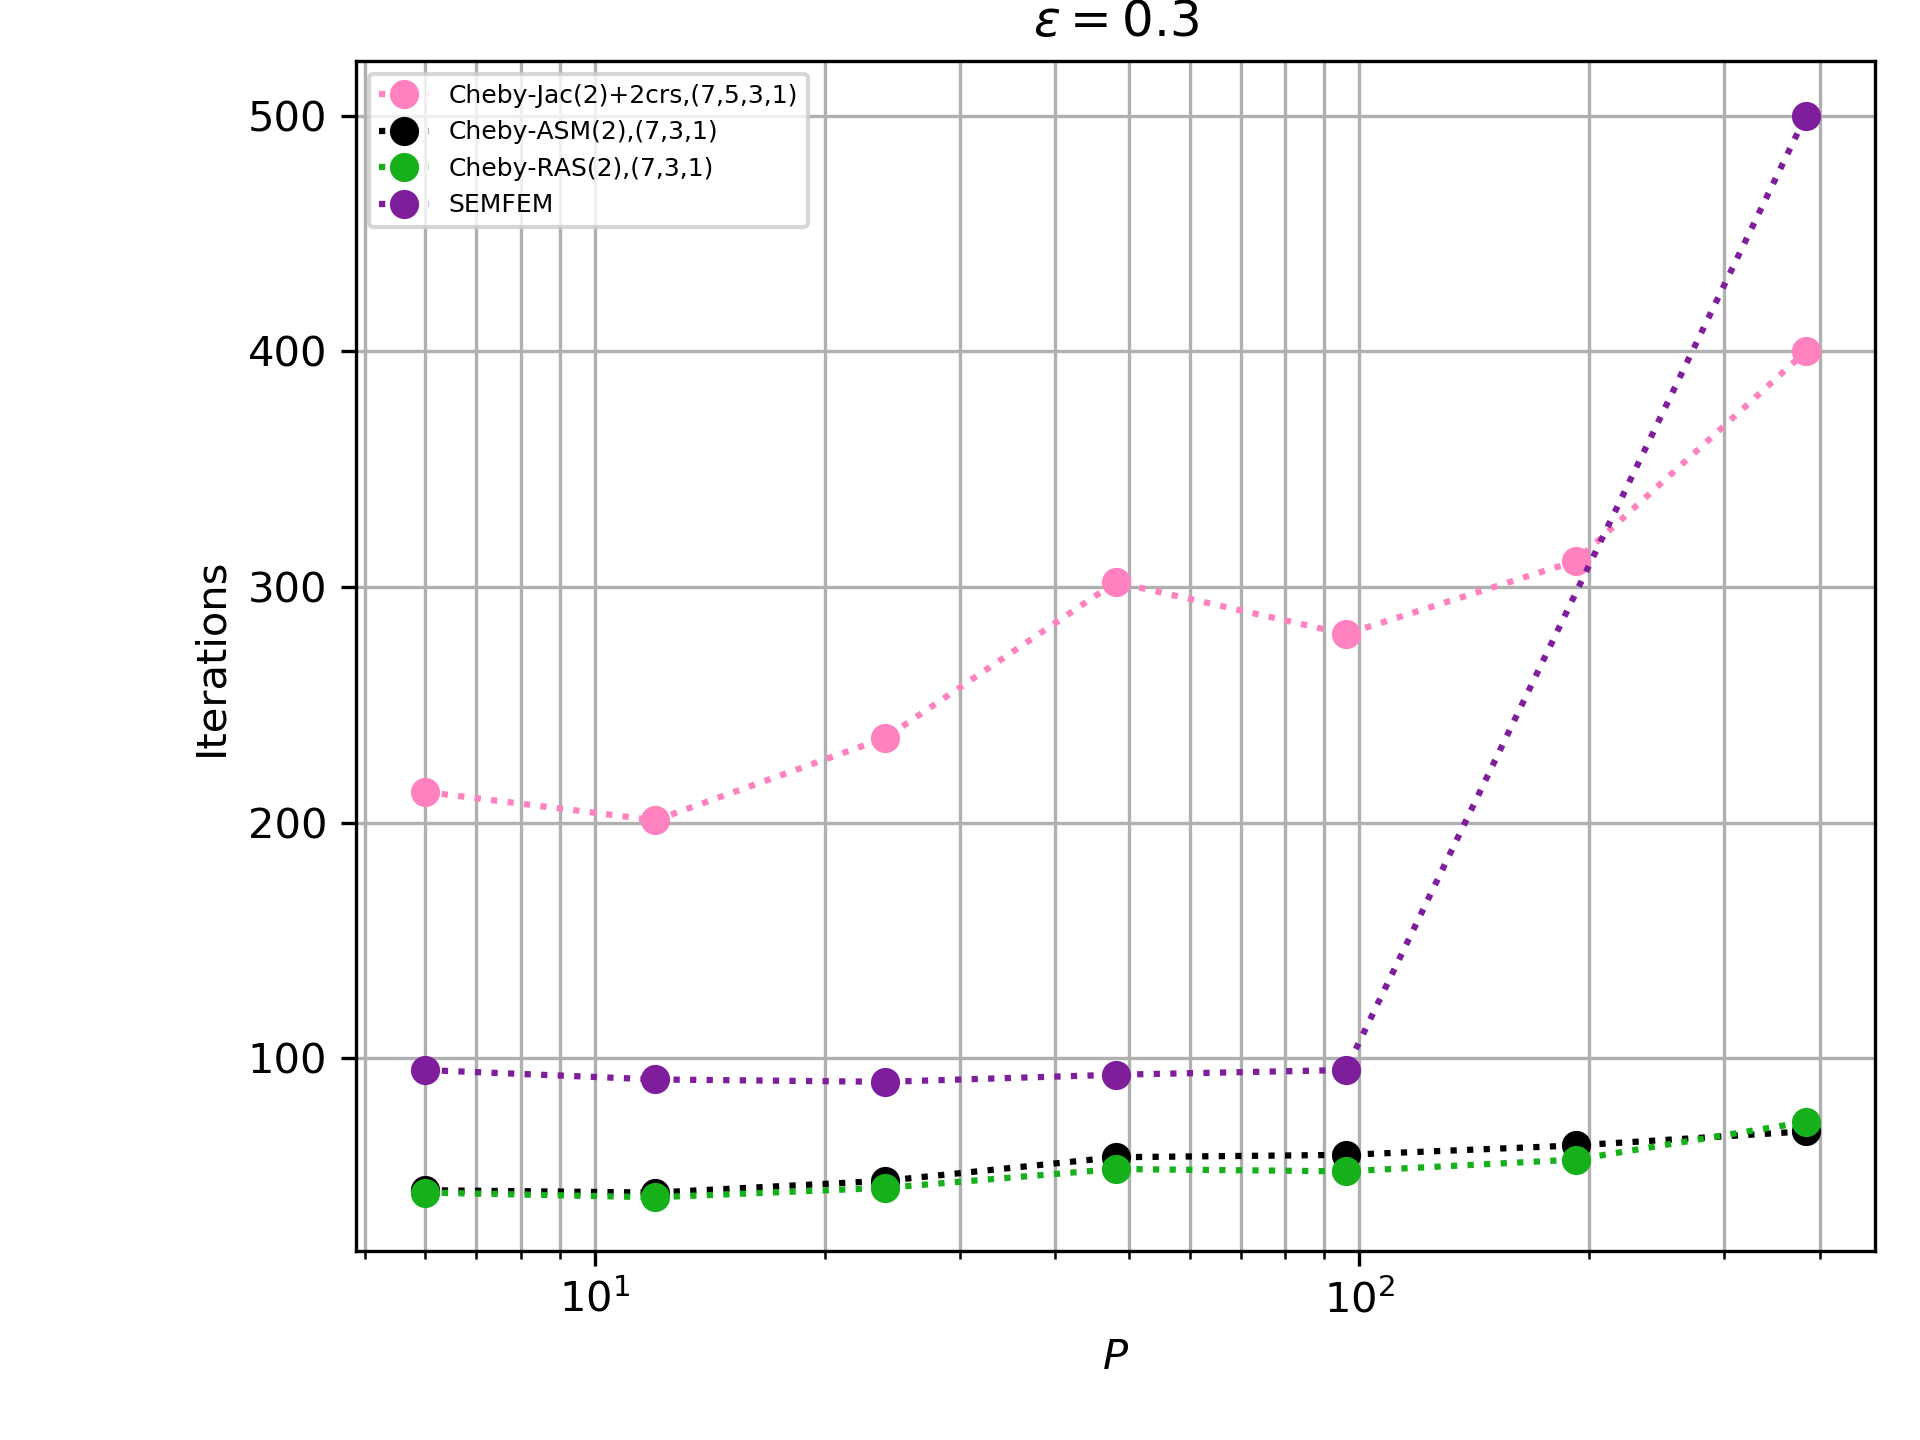 ε = 0.3
Cheby-Jac(2)+2crs,(7,5,3,1)
Cheby-ASM(2),(7,3,1)
Cheby-RAS(2),(7,3,1)
SEMFEM
500
400
300
200
100
Iterations
10¹
10²
P